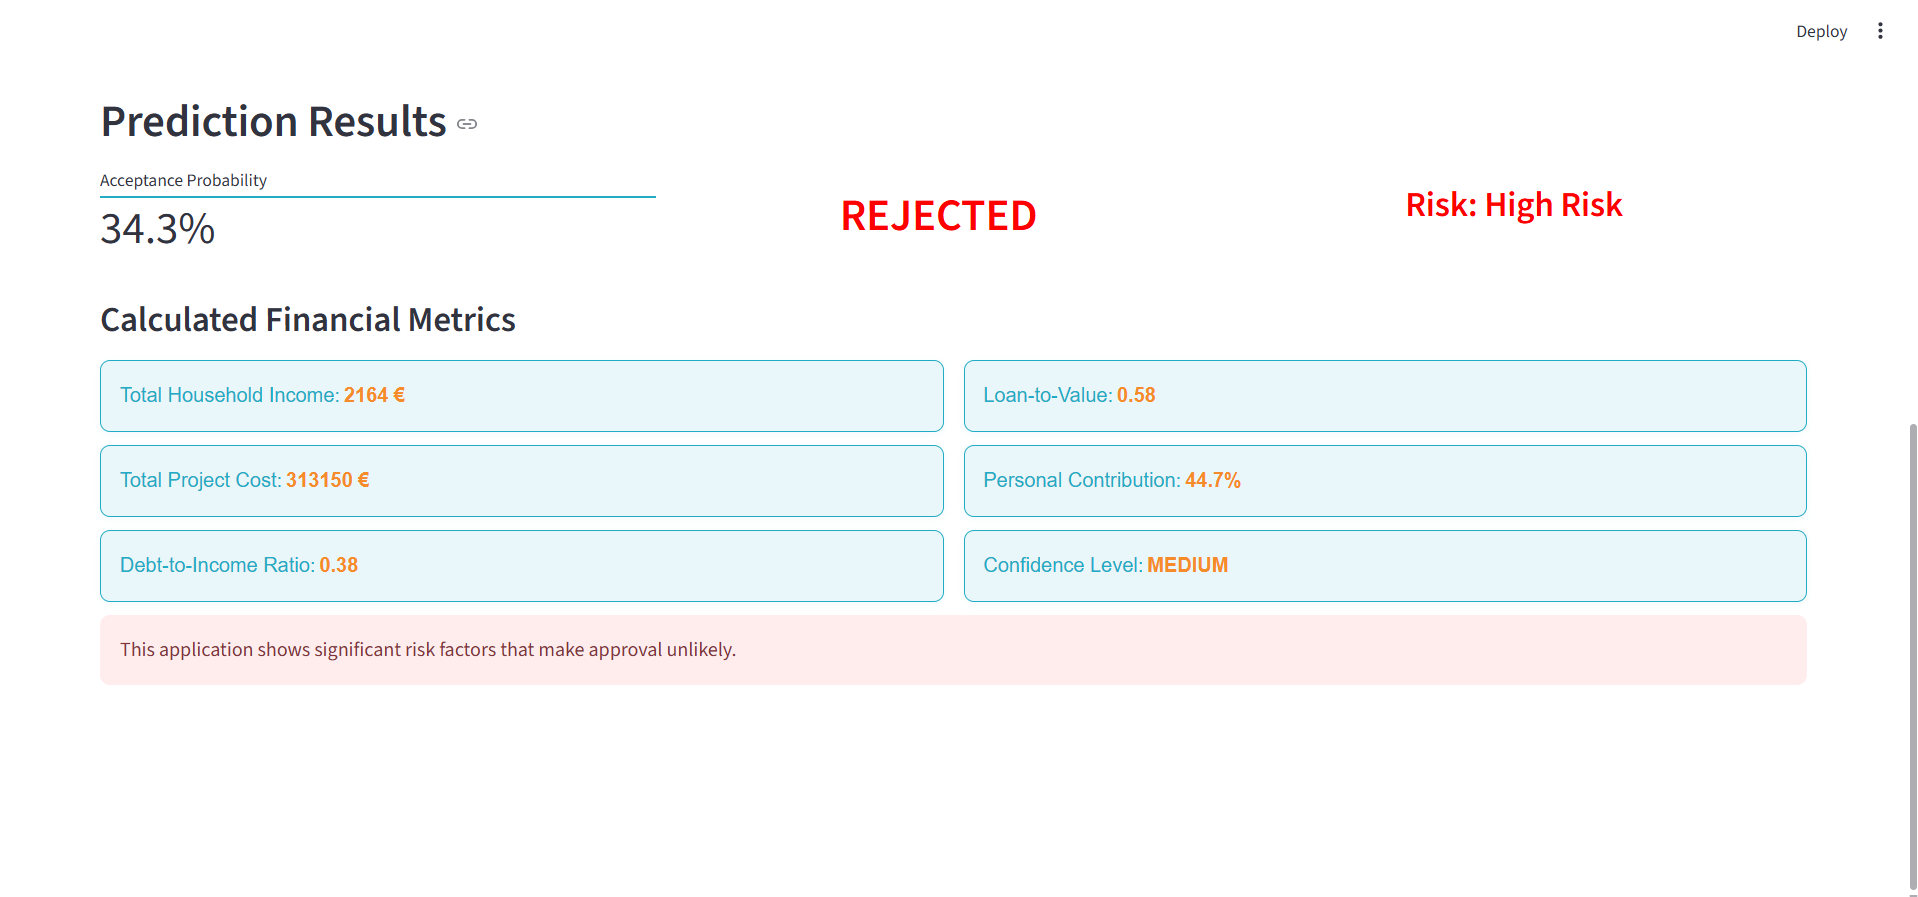 Deploy
Prediction Results
Acceptance Probability
34.3%
REJECTED
Risk: High Risk
Calculated Financial Metrics
Total Household Income: 2164 €
Loan-to-Value: 0.58
Total Project Cost: 313150 €
Personal Contribution: 44.7%
Debt-to-Income Ratio: 0.38
Confidence Level: MEDIUM
This application shows significant risk factors that make approval unlikely.